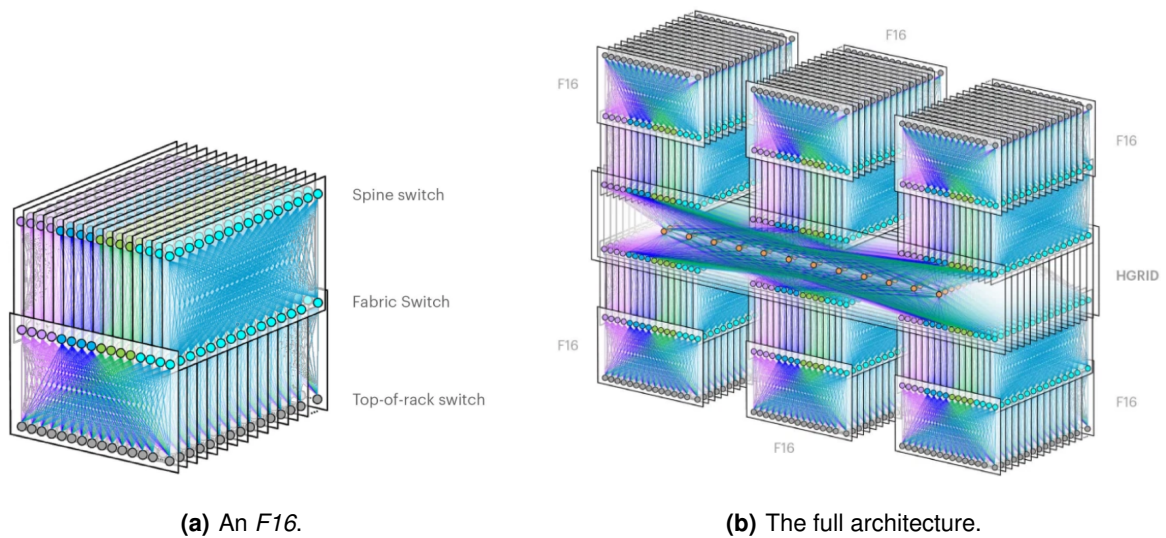 Spine switch
Fabric Switch
Top-of-rack switch
...
(a) An F16.
F16
F16
F16
HGRID
F16
F16
F16
(b) The full architecture.